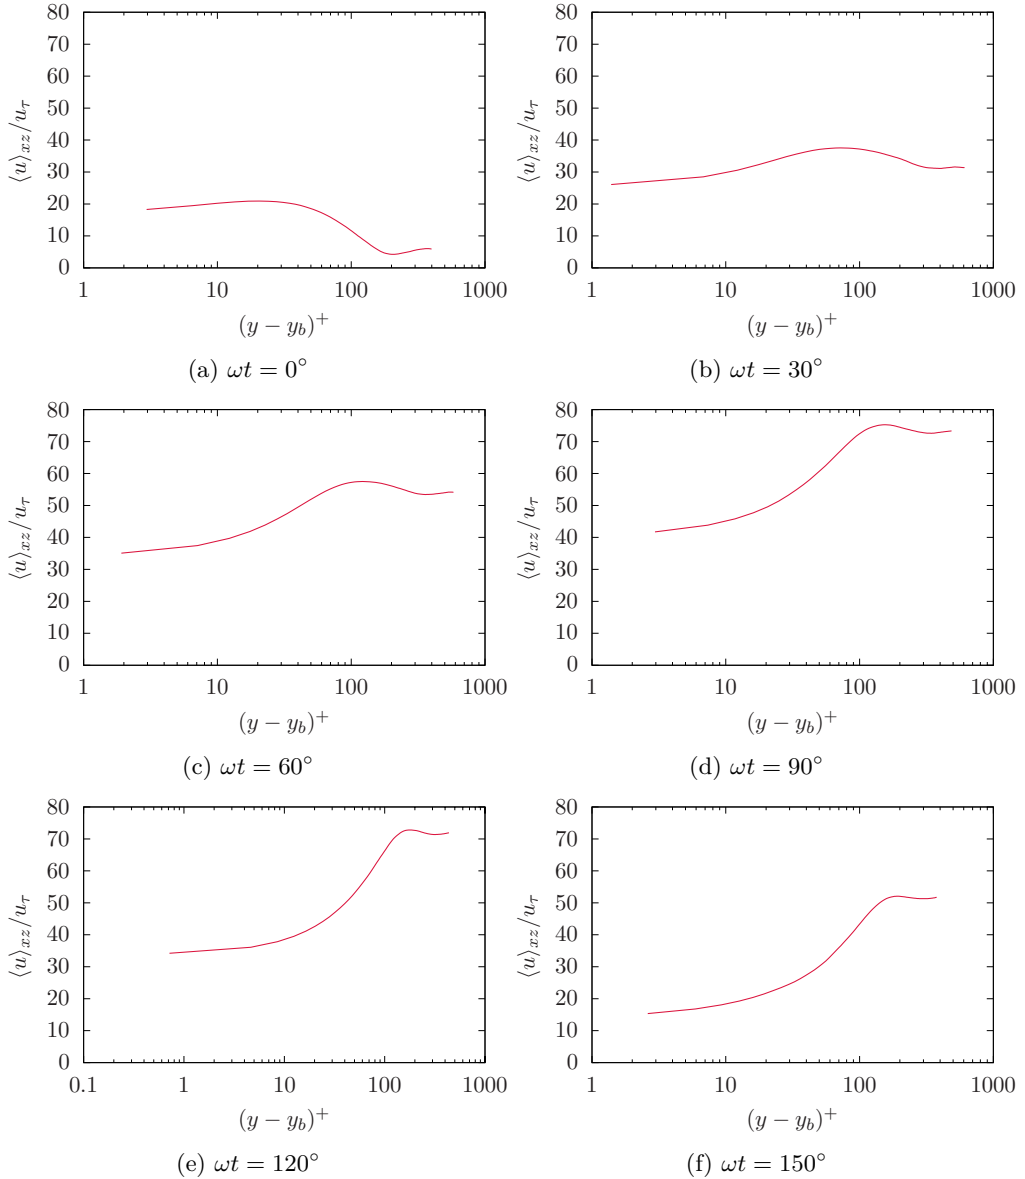 80
70
60
50
40
30
20
10
0
⟨u⟩xz/uτ
1 10 100 1000
(y − yb)+
(a) ωt = 0°
80
70
60
50
40
30
20
10
0
⟨u⟩xz/uτ
1 10 100 1000
(y − yb)+
(b) ωt = 30°
80
70
60
50
40
30
20
10
0
⟨u⟩xz/uτ
1 10 100 1000
(y − yb)+
(c) ωt = 60°
80
70
60
50
40
30
20
10
0
⟨u⟩xz/uτ
1 10 100 1000
(y − yb)+
(d) ωt = 90°
80
70
60
50
40
30
20
10
0
⟨u⟩xz/uτ
0.1 1 10 100 1000
(y − yb)+
(e) ωt = 120°
80
70
60
50
40
30
20
10
0
⟨u⟩xz/uτ
1 10 100 1000
(y − yb)+
(f) ωt = 150°